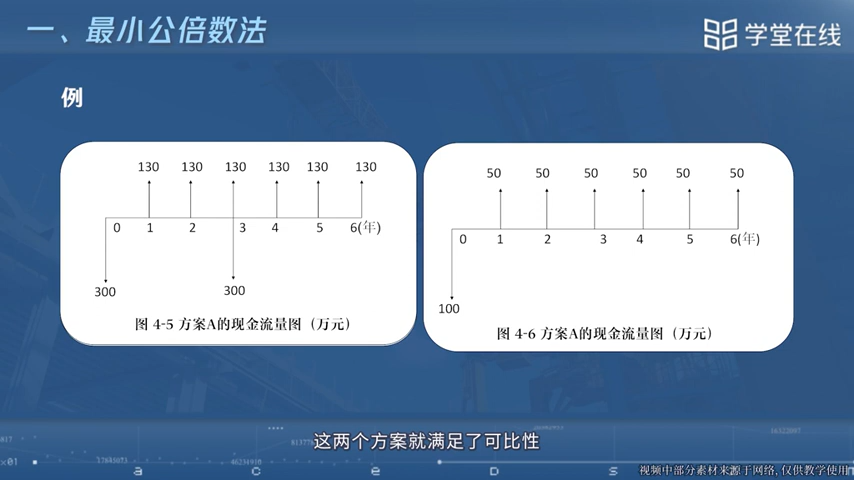 一、最小公倍数法
学堂在线
例
130 130 130 130 130 130
0 1 2 3 4 5 6(年)
300 300
图 4-5 方案A的现金流量图（万元）
50 50 50 50 50 50
0 1 2 3 4 5 6(年)
100
图 4-6 方案A的现金流量图（万元）
这两个方案就满足了可比性
×01 a c e D s
视频中部分素材来源于网络, 仅供教学使用